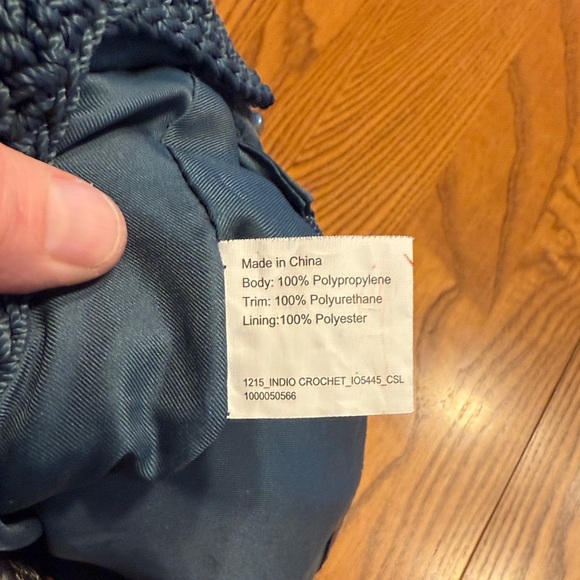 Made in China
Body: 100% Polypropylene
Trim: 100% Polyurethane
Lining:100% Polyester
1215_INDIO CROCHET_IO5445_CSL
1000050566